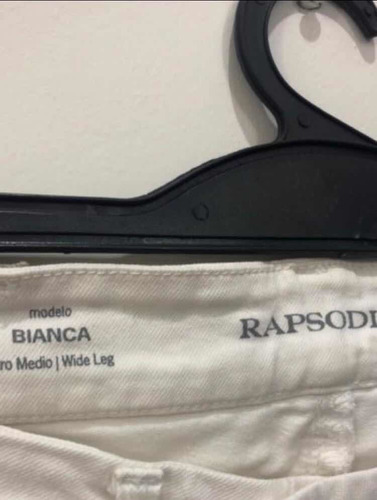 modelo
BIANCA
ro Medio | Wide Leg
RAPSODI